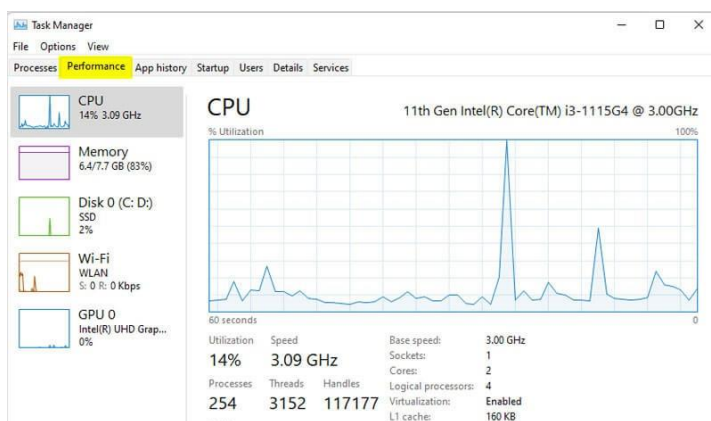 Task Manager
File Options View
Processes Performance App history Startup Users Details Services
CPU
14% 3.09 GHz
Memory
6.4/7.7 GB (83%)
Disk 0 (C: D:)
SSD
2%
Wi-Fi
WLAN
S: 0 R: 0 Kbps
GPU 0
Intel(R) UHD Grap...
0%
CPU 11th Gen Intel(R) Core(TM) i3-1115G4 @ 3.00GHz
% Utilization 100%
60 seconds 0
Utilization Speed
14% 3.09 GHz
Processes Threads Handles
254 3152 117177
Base speed: 3.00 GHz
Sockets: 1
Cores: 2
Logical processors: 4
Virtualization: Enabled
L1 cache: 160 KB